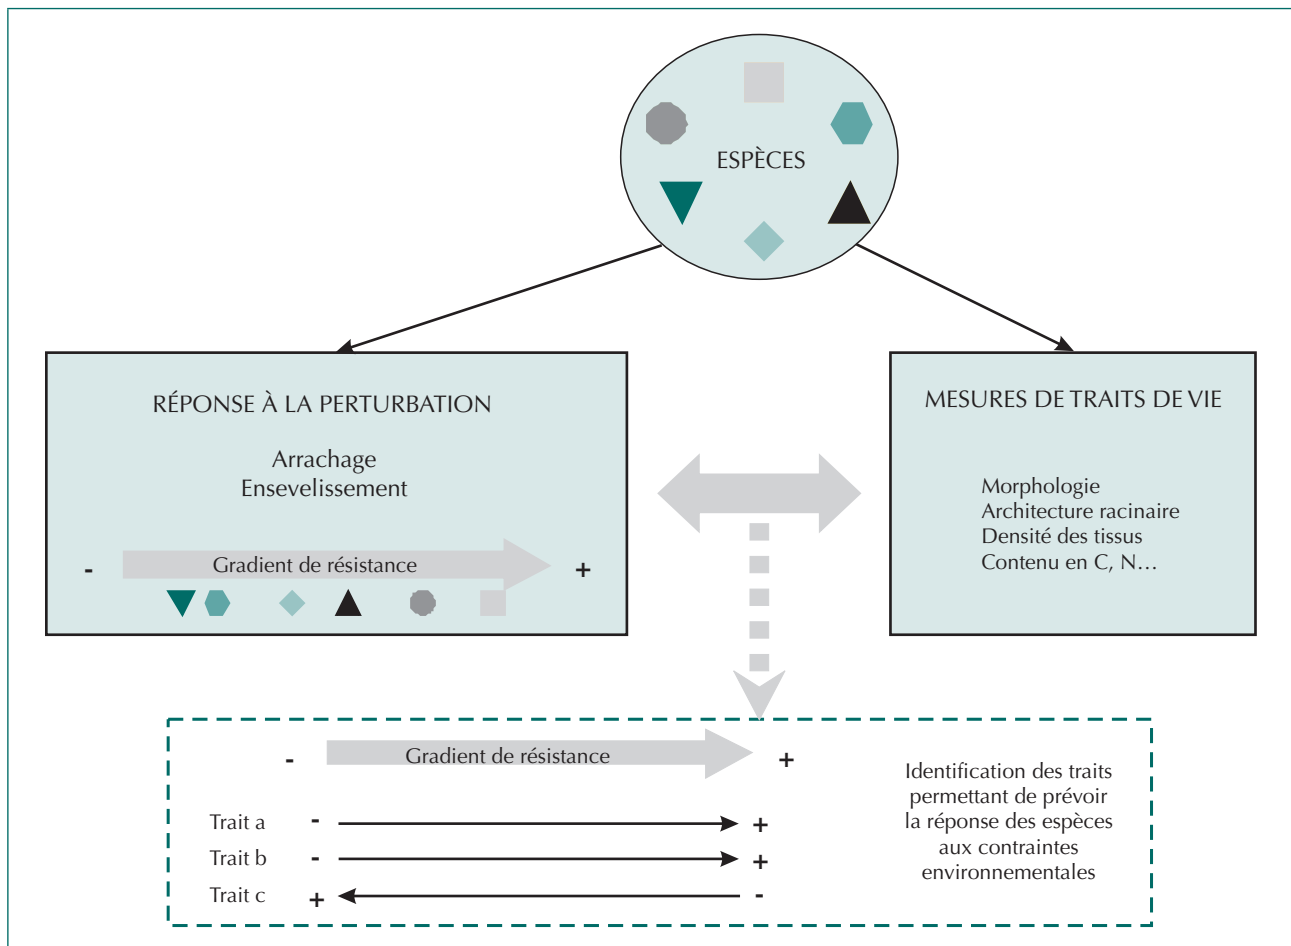 ESPÈCES
RÉPONSE À LA PERTURBATION
Arrachage
Ensevelissement
- Gradient de résistance +
MESURES DE TRAITS DE VIE
Morphologie
Architecture racinaire
Densité des tissus
Contenu en C, N…
- Gradient de résistance +
Trait a - +
Trait b - +
Trait c + -
Identification des traits
permettant de prévoir
la réponse des espèces
aux contraintes
environnementales